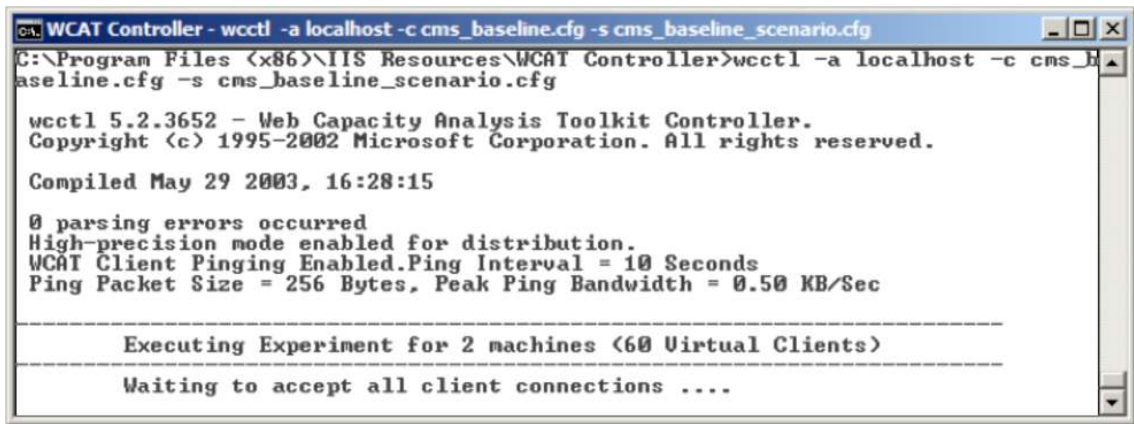 WCAT Controller - wcctl -a localhost -c cms_baseline.cfg -s cms_baseline_scenario.cfg
C:\Program Files (x86)\IIS Resources\WCAT Controller>wcctl -a localhost -c cms_b
aseline.cfg -s cms_baseline_scenario.cfg
wcctl 5.2.3652 - Web Capacity Analysis Toolkit Controller.
Copyright (c) 1995-2002 Microsoft Corporation. All rights reserved.
Compiled May 29 2003, 16:28:15
0 parsing errors occurred
High-precision mode enabled for distribution.
WCAT Client Pinging Enabled.Ping Interval = 10 Seconds
Ping Packet Size = 256 Bytes, Peak Ping Bandwidth = 0.50 KB/Sec
Executing Experiment for 2 machines (60 Virtual Clients)
Waiting to accept all client connections ....